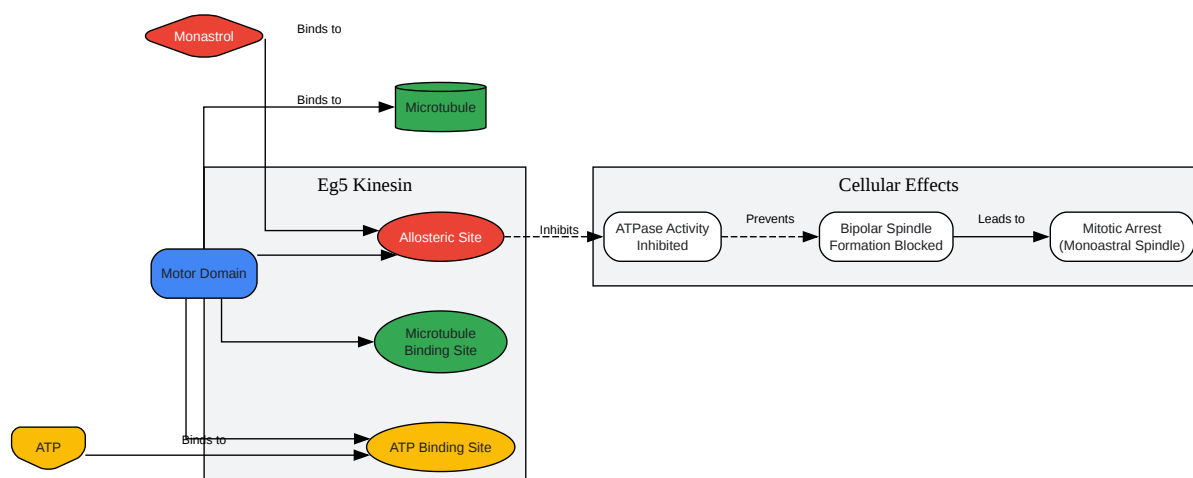 Monastrol
Binds to
Binds to
Microtubule
Eg5 Kinesin
Cellular Effects
Allosteric Site
Inhibits
ATPase Activity
Inhibited
Prevents
Bipolar Spindle
Formation Blocked
Leads to
Mitotic Arrest
(Monoastral Spindle)
Motor Domain
Microtubule
Binding Site
Binds to
ATP
ATP Binding Site